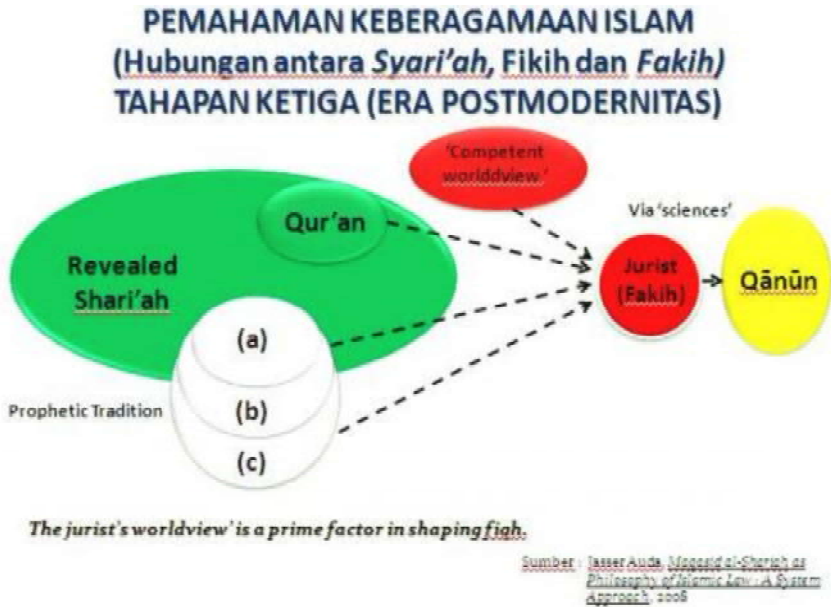 PEMAHAMAN KEBERAGAMAAN ISLAM
(Hubungan antara Syari'ah, Fikih dan Fakih)
TAHAPAN KETIGA (ERA POSTMODERNITAS)
'Competent
worlddview.'
Via 'sciences'
Qur'an
Revealed
Shari'ah
Jurist
(Fakih)
Qānūn
(a)
Prophetic Tradition
(b)
(c)
The jurist's worldview' is a prime factor in shaping fiqh.
Sumber : Jasser Auda, Maqasid al-Shariah as
Philosophy of Islamic Law : A System
Approach, 2008